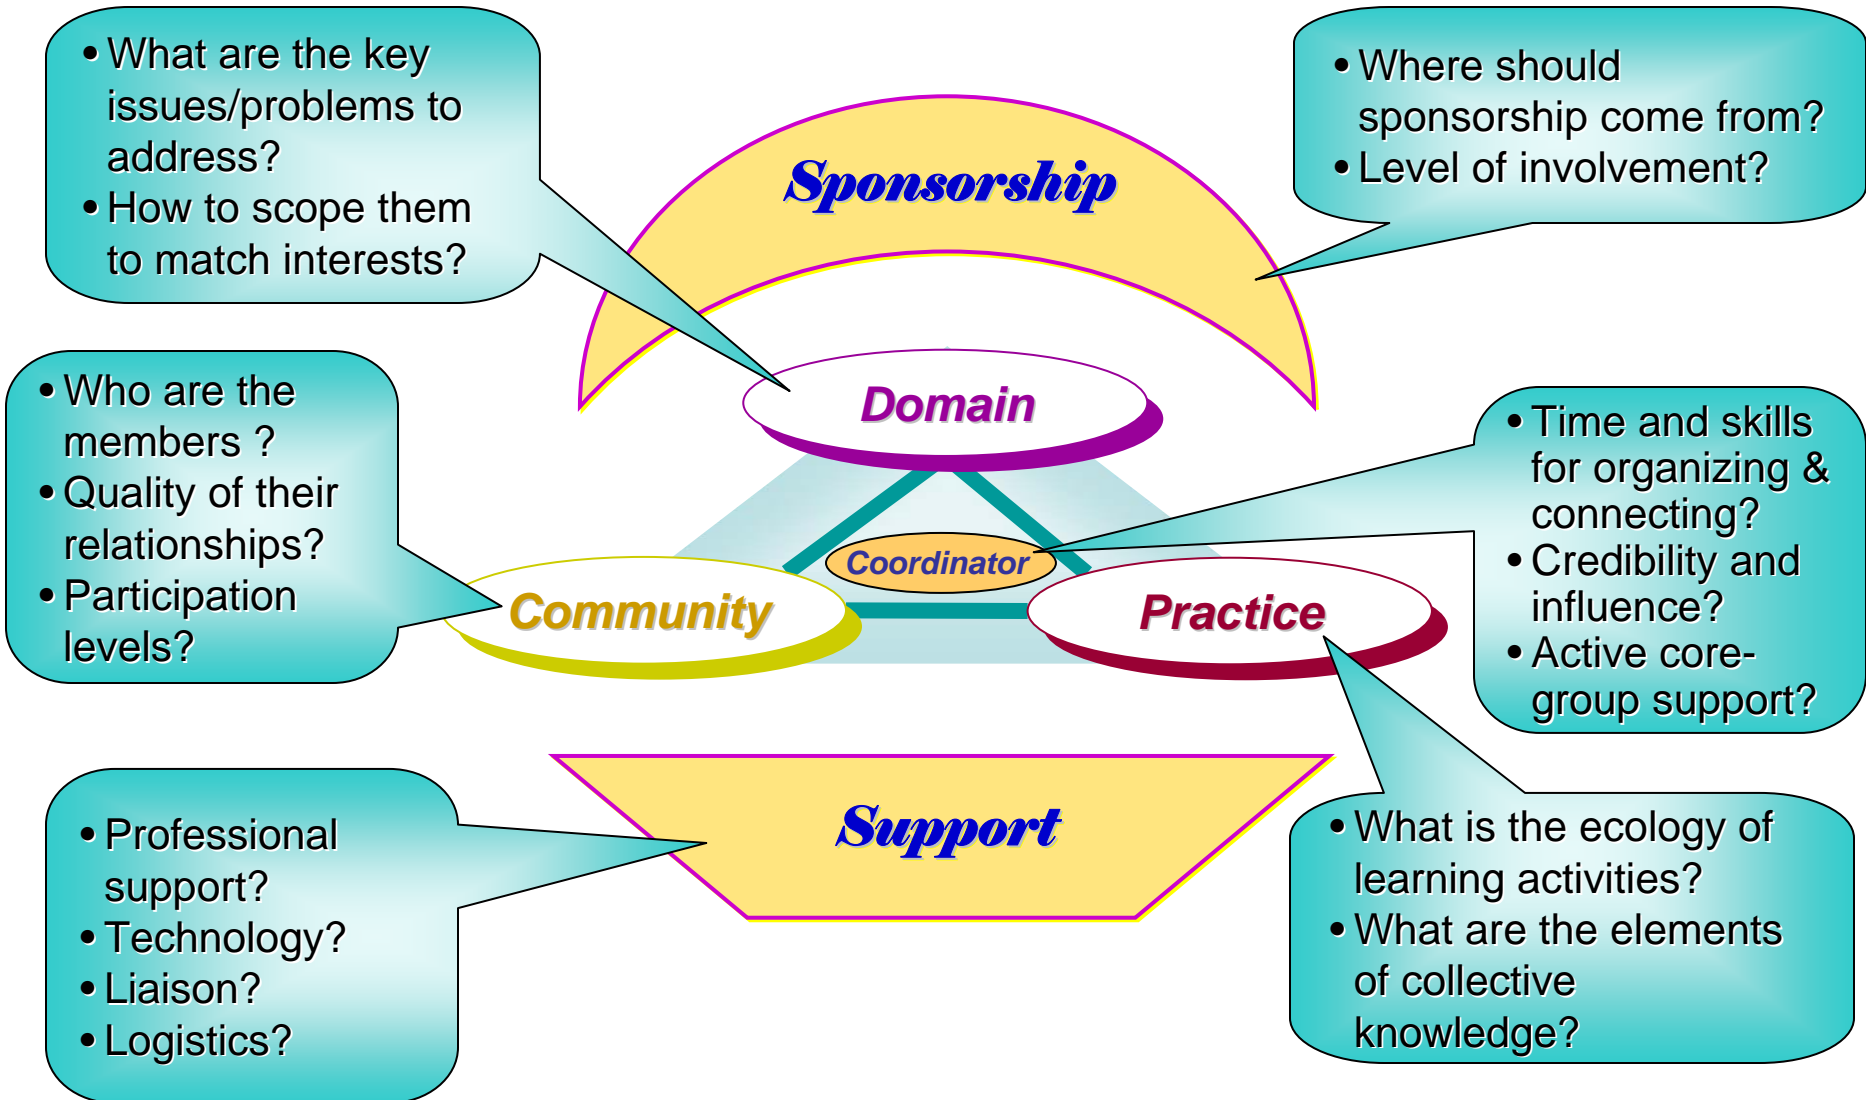 • What are the key
issues/problems to
address?
• How to scope them
to match interests?
• Where should
sponsorship come from?
• Level of involvement?
Sponsorship
Domain
• Who are the
members ?
• Quality of their
relationships?
• Participation
levels?
Coordinator
Community
Practice
• Time and skills
for organizing &
connecting?
• Credibility and
influence?
• Active core-
group support?
Support
• Professional
support?
• Technology?
• Liaison?
• Logistics?
• What is the ecology of
learning activities?
• What are the elements
of collective
knowledge?